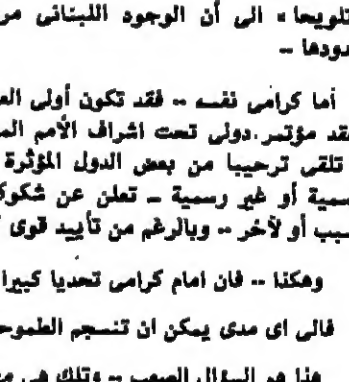 تلويحا » الى أن الوجود اللبنانى مر
دودها ..
أما كرامى نفسه .. فقد تكون أولى الع
قد مؤتمر دولى تحت اشراف الأمم الم
تلقى ترحيبا من بعض الدول المؤثرة
سمية أو غير رسمية ـ تعلن عن شكوك
سبب أو لآخر .. وبالرغم من تأييد قوى
وهكذا .. فان امام كرامى تحديا كبيرا
فالى اى مدى يمكن ان تنسجم الطموح
هذا هو السؤال الصعب .. وتلك هى م